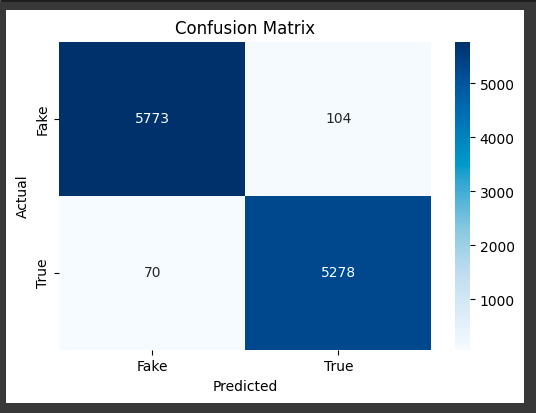 Confusion Matrix
Actual
Fake
5773
104
True
70
5278
Fake
True
Predicted
5000
4000
3000
2000
1000